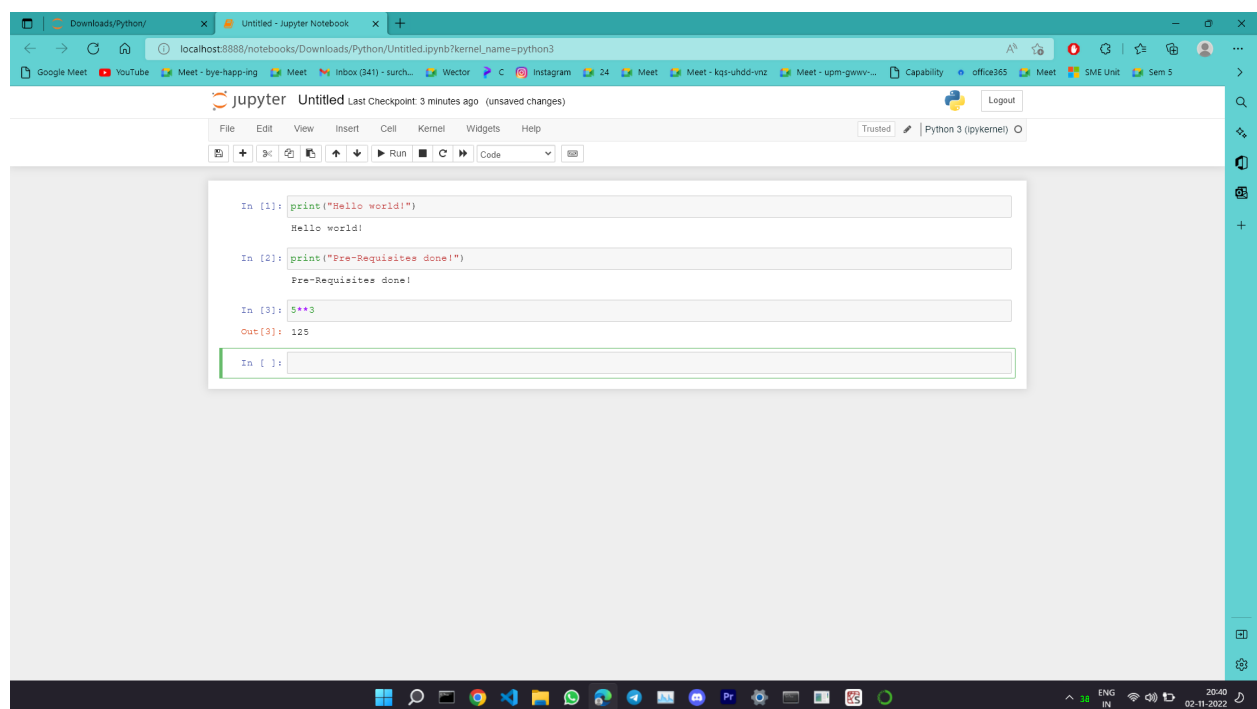 Downloads/Python/
Untitled - Jupyter Notebook
localhost:8888/notebooks/Downloads/Python/Untitled.ipynb?kernel_name=python3
Google Meet YouTube Meet - bye-happ-ing Meet Inbox (341) - surch... Wector C Instagram 24 Meet Meet - kqs-uhdd-vnz Meet - upm-gwwv-... Capability office365 Meet SME Unit Sem 5
jupyter Untitled Last Checkpoint: 3 minutes ago (unsaved changes) Logout
File Edit View Insert Cell Kernel Widgets Help Trusted Python 3 (ipykernel)
Run Code
In [1]: print("Hello world!")
Hello world!
In [2]: print("Pre-Requisites done!")
Pre-Requisites done!
In [3]: 5**3
Out[3]: 125
In [ ]:
Pr
38 ENG 20:40
IN 02-11-2022